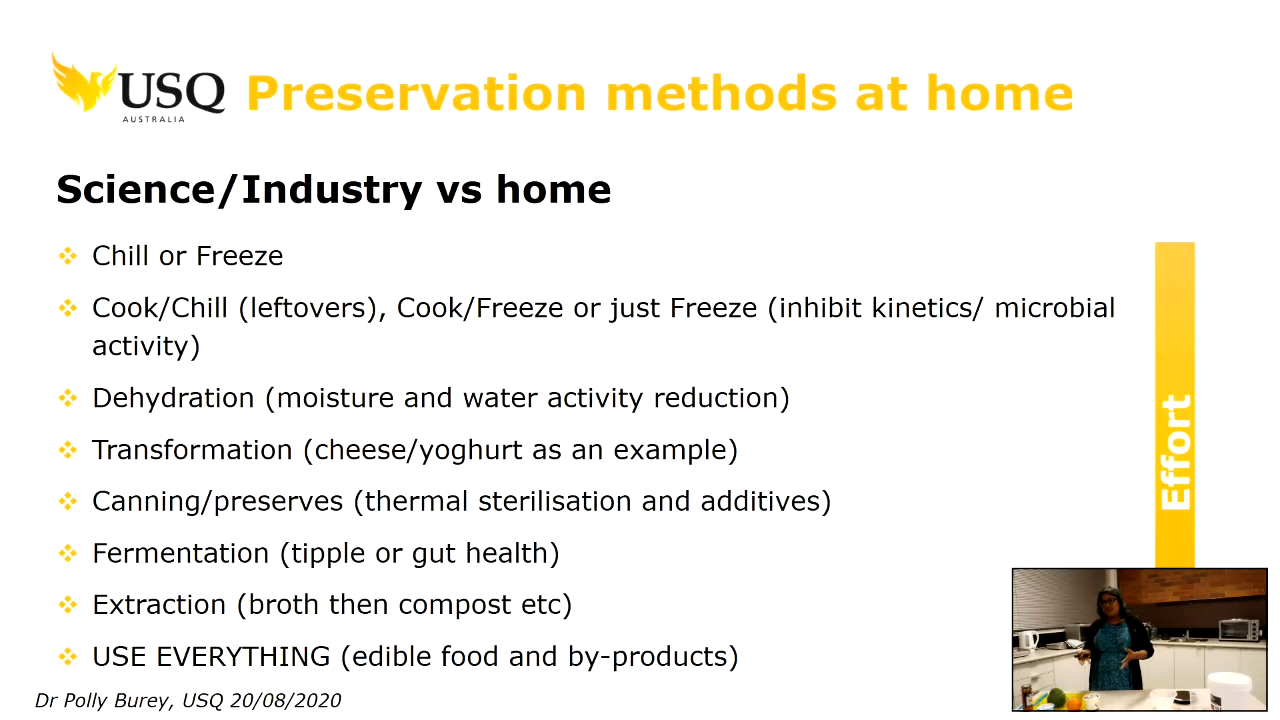 USQ
AUSTRALIA
Preservation methods at home
Science/Industry vs home
Chill or Freeze
Cook/Chill (leftovers), Cook/Freeze or just Freeze (inhibit kinetics/ microbial
activity)
Dehydration (moisture and water activity reduction)
Transformation (cheese/yoghurt as an example)
Canning/preserves (thermal sterilisation and additives)
Fermentation (tipple or gut health)
Extraction (broth then compost etc)
USE EVERYTHING (edible food and by-products)
Effort
Dr Polly Burey, USQ 20/08/2020